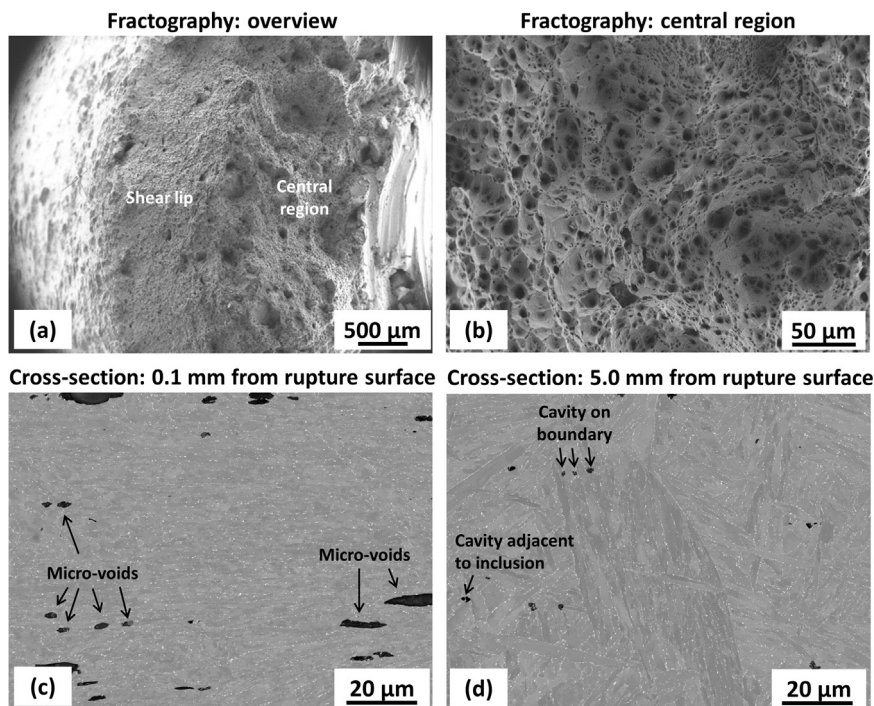 Fractography: overview
Fractography: central region
Shear lip
Central
region
(a)
500 µm
(b)
50 µm
Cross-section: 0.1 mm from rupture surface
Cross-section: 5.0 mm from rupture surface
Micro-voids
Micro-voids
(c)
20 µm
Cavity on
boundary
Cavity adjacent
to inclusion
(d)
20 µm